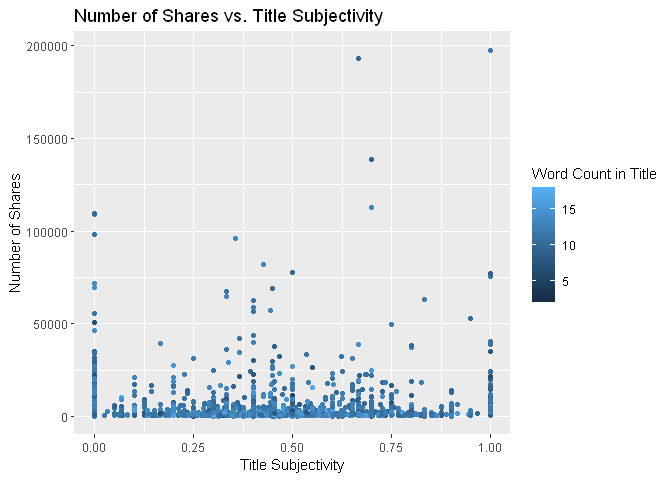 Number of Shares vs. Title Subjectivity
200000
150000
100000
50000
0
Number of Shares
0.00 0.25 0.50 0.75 1.00
Title Subjectivity
Word Count in Title
15
10
5